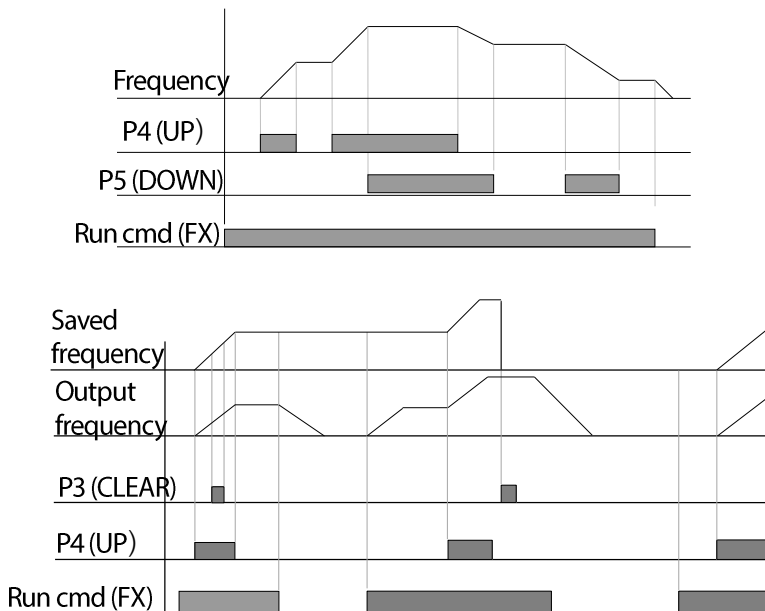 Frequency
P4 (UP)
P5 (DOWN)
Run cmd (FX)
Saved
frequency
Output
frequency
P3 (CLEAR)
P4 (UP)
Run cmd (FX)